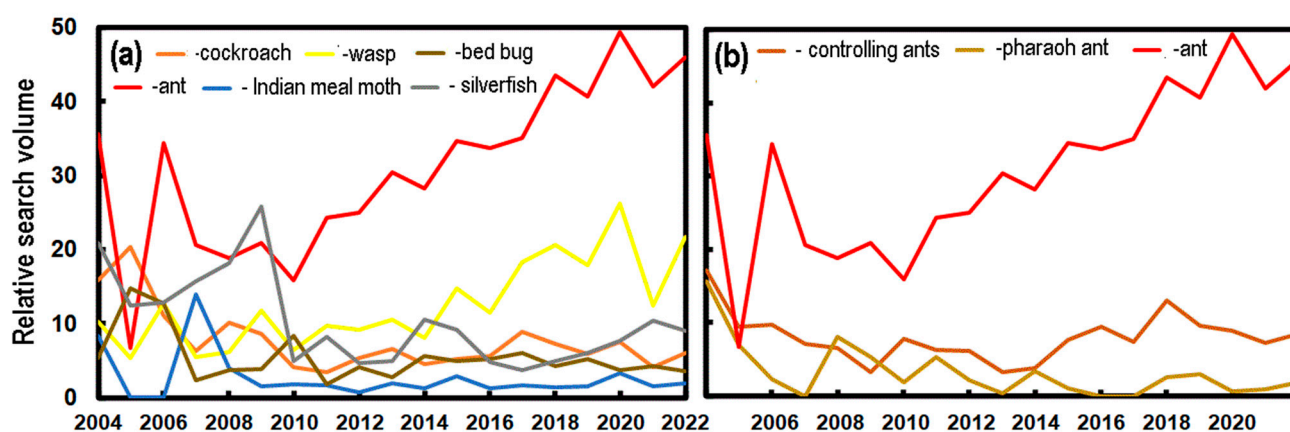 (a) -cockroach -wasp -bed bug
-ant - Indian meal moth - silverfish
Relative search volume
50
40
30
20
10
0
2004 2006 2008 2010 2012 2014 2016 2018 2020 2022
(b) - controlling ants -pharaoh ant -ant
2006 2008 2010 2012 2014 2016 2018 2020